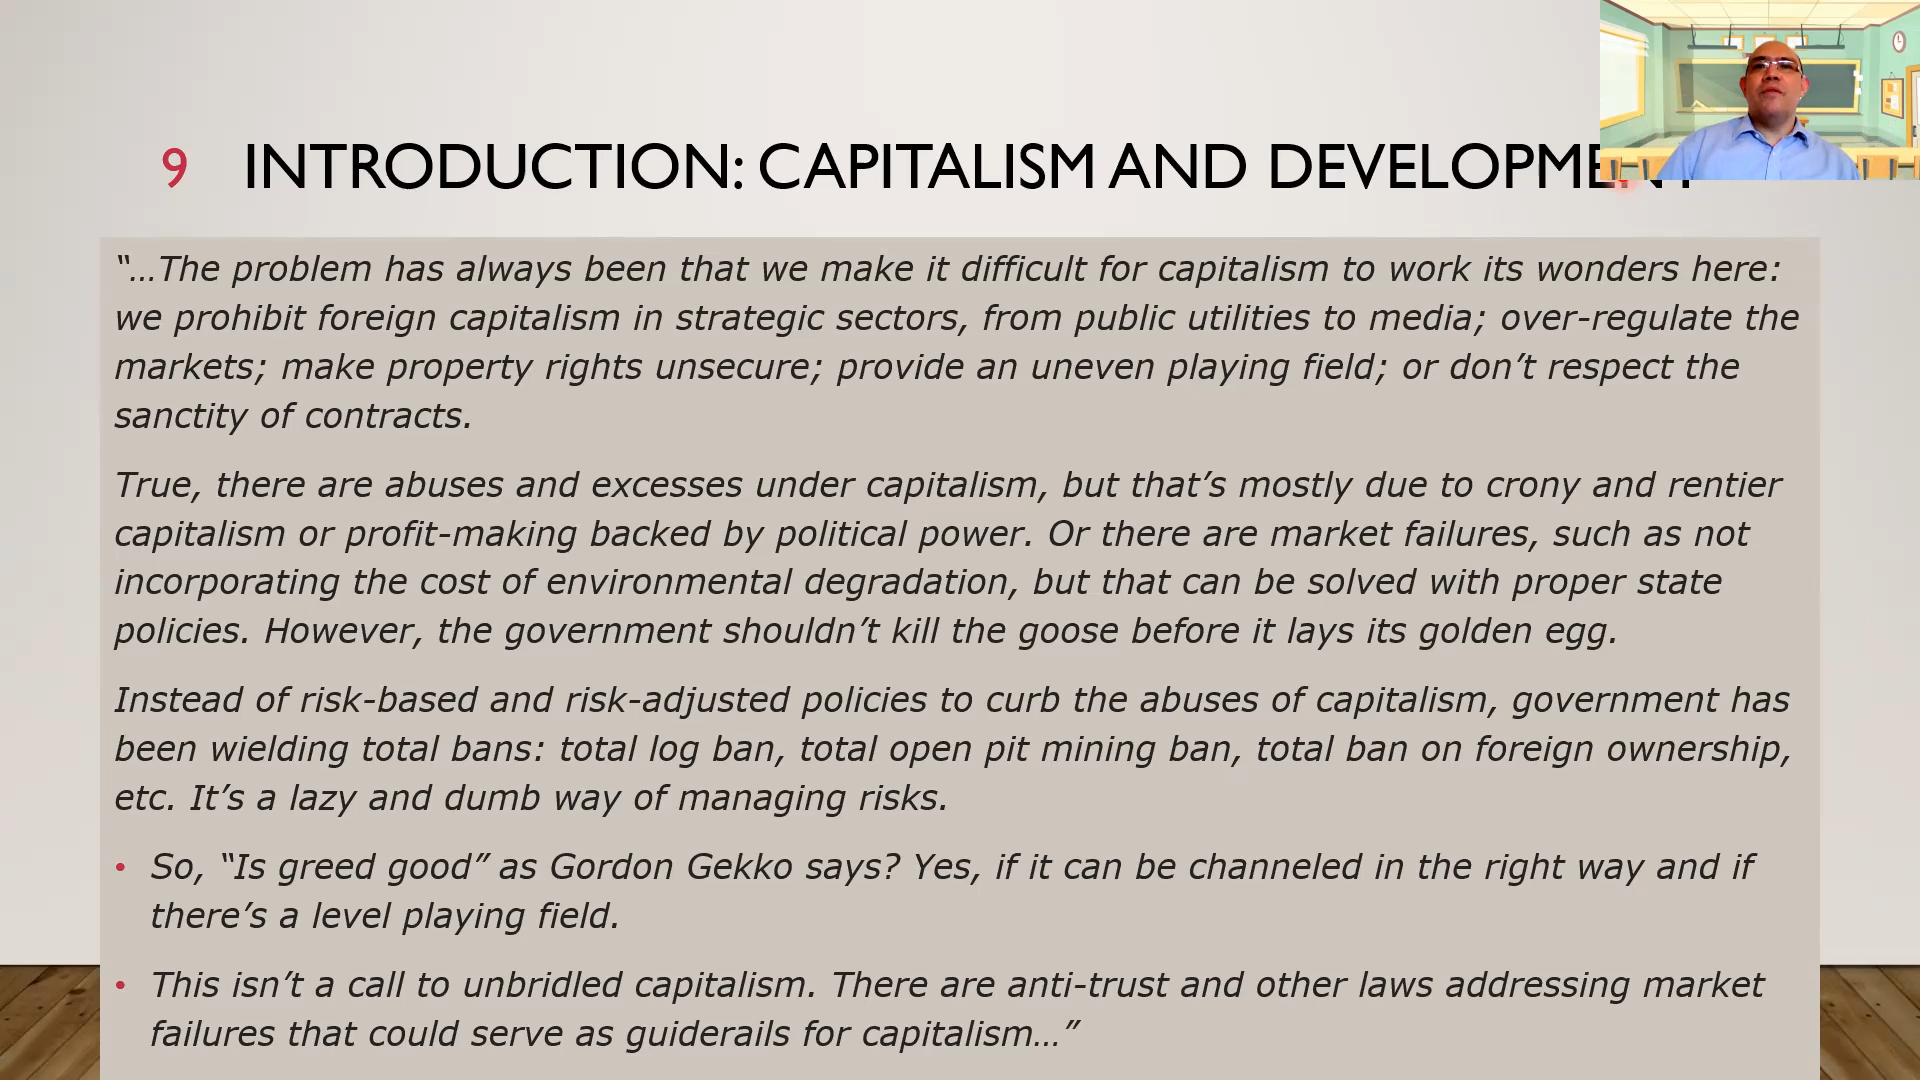 9 INTRODUCTION: CAPITALISM AND DEVELOPMENT
“…The problem has always been that we make it difficult for capitalism to work its wonders here:
we prohibit foreign capitalism in strategic sectors, from public utilities to media; over-regulate the
markets; make property rights unsecure; provide an uneven playing field; or don’t respect the
sanctity of contracts.
True, there are abuses and excesses under capitalism, but that’s mostly due to crony and rentier
capitalism or profit-making backed by political power. Or there are market failures, such as not
incorporating the cost of environmental degradation, but that can be solved with proper state
policies. However, the government shouldn’t kill the goose before it lays its golden egg.
Instead of risk-based and risk-adjusted policies to curb the abuses of capitalism, government has
been wielding total bans: total log ban, total open pit mining ban, total ban on foreign ownership,
etc. It’s a lazy and dumb way of managing risks.
• So, “Is greed good” as Gordon Gekko says? Yes, if it can be channeled in the right way and if
there’s a level playing field.
• This isn’t a call to unbridled capitalism. There are anti-trust and other laws addressing market
failures that could serve as guiderails for capitalism…”